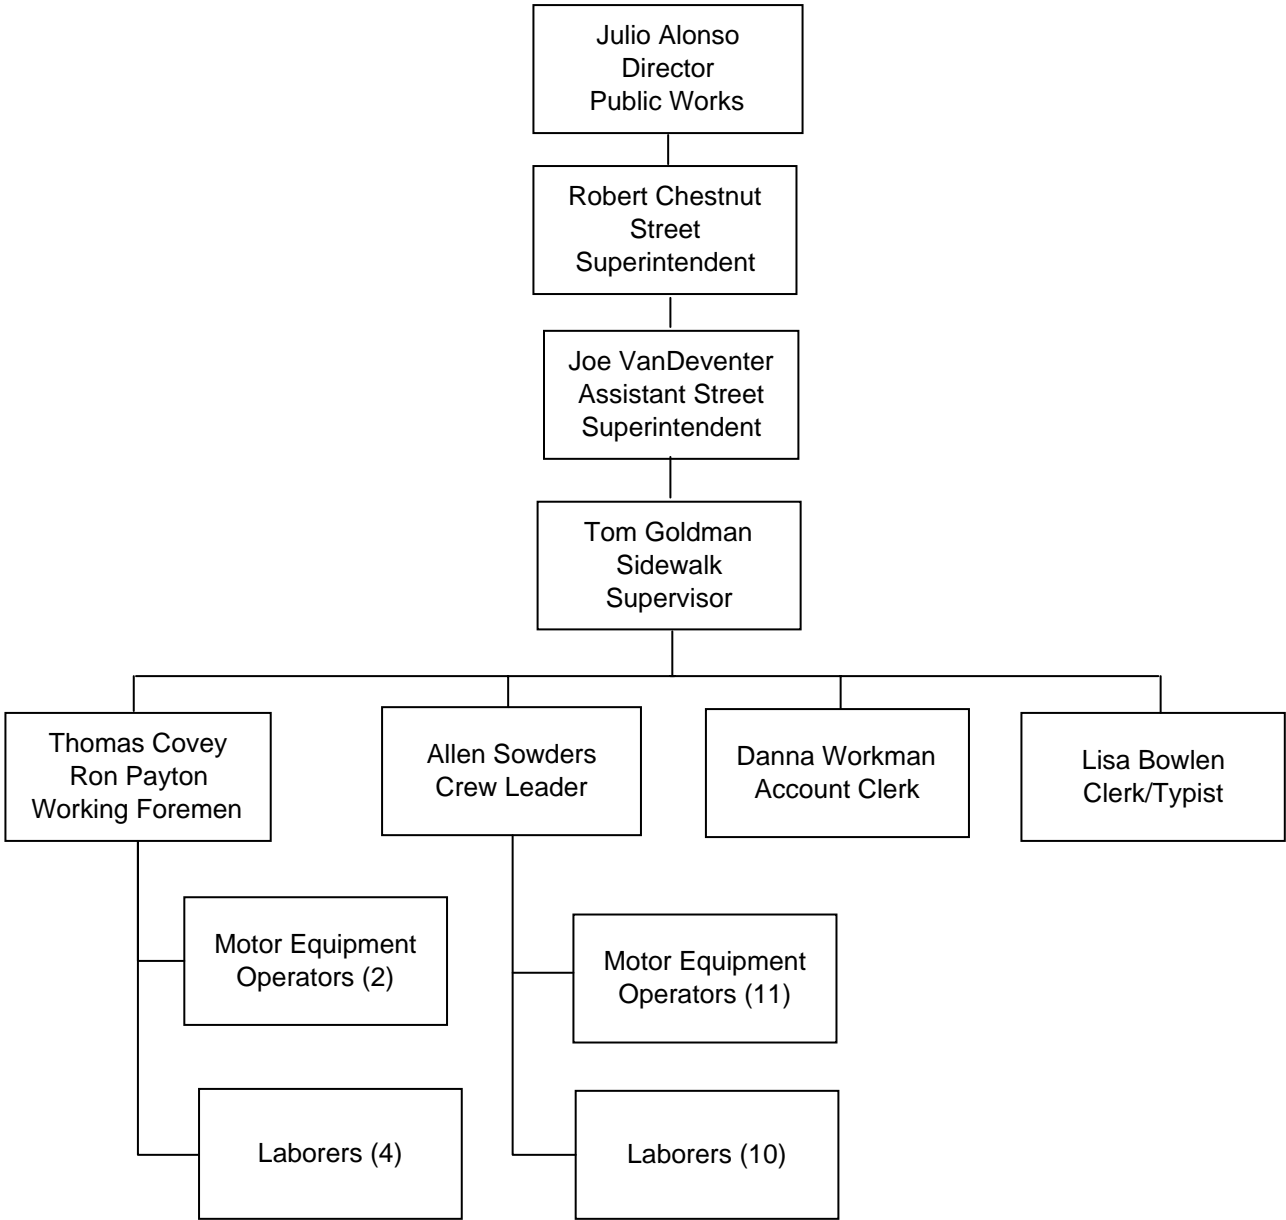 Julio Alonso
Director
Public Works
Robert Chestnut
Street
Superintendent
Joe VanDeventer
Assistant Street
Superintendent
Tom Goldman
Sidewalk
Supervisor
Thomas Covey
Ron Payton
Working Foremen
Allen Sowders
Crew Leader
Danna Workman
Account Clerk
Lisa Bowlen
Clerk/Typist
Motor Equipment
Operators (2)
Motor Equipment
Operators (11)
Laborers (4)
Laborers (10)